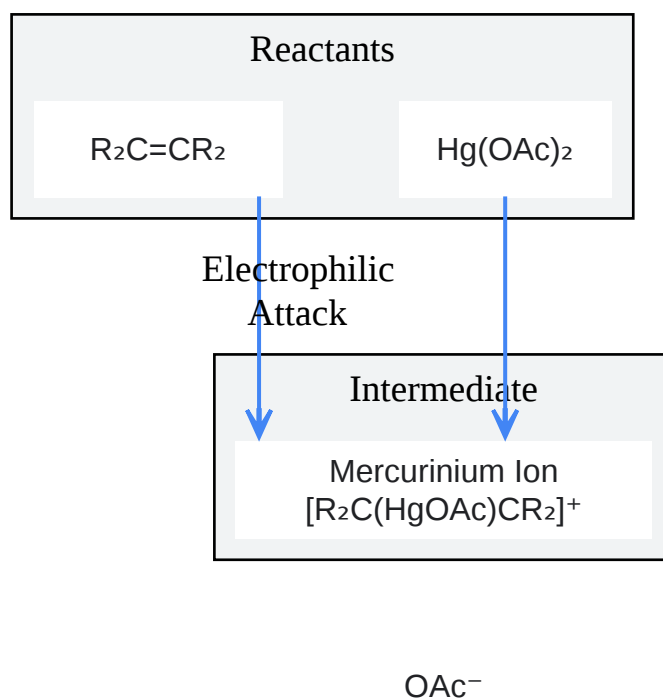 Reactants
R₂C=CR₂
Hg(OAc)₂
Electrophilic
Attack
Intermediate
Mercurinium Ion
[R₂C(HgOAc)CR₂]⁺
OAc⁻